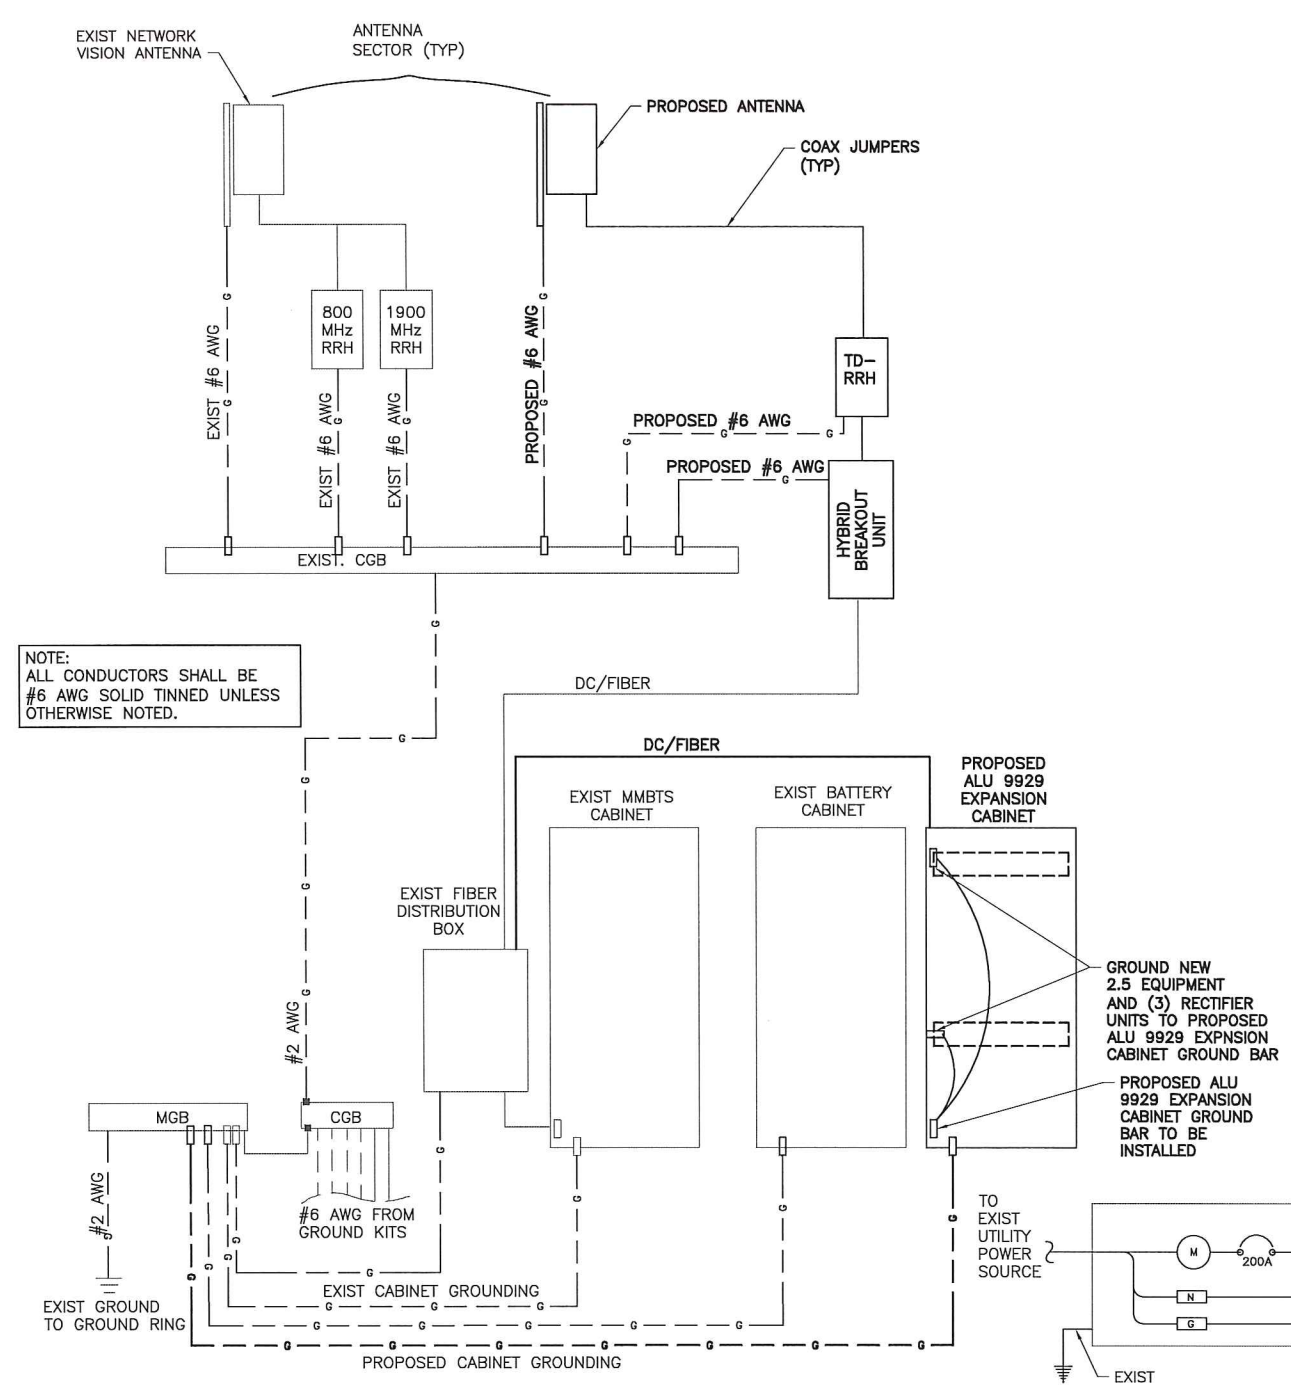 EXIST NETWORK
VISION ANTENNA
ANTENNA
SECTOR (TYP)
PROPOSED ANTENNA
COAX JUMPERS
(TYP)
G
G
EXIST #6 AWG
800
MHz
RRH
1900
MHz
RRH
G
EXIST #6 AWG
G
EXIST #6 AWG
G
G
PROPOSED #6 AWG
TD-
RRH
PROPOSED #6 AWG
G
G
G
PROPOSED #6 AWG
G
HYBRID
BREAKOUT
UNIT
EXIST. CGB
G
NOTE:
ALL CONDUCTORS SHALL BE
#6 AWG SOLID TINNED UNLESS
OTHERWISE NOTED.
DC/FIBER
G
DC/FIBER
G
PROPOSED
ALU 9929
EXPANSION
CABINET
EXIST MMBTS
CABINET
EXIST BATTERY
CABINET
G
EXIST FIBER
DISTRIBUTION
BOX
GROUND NEW
2.5 EQUIPMENT
AND (3) RECTIFIER
UNITS TO PROPOSED
ALU 9929 EXPNSION
CABINET GROUND BAR
G
#2 AWG
PROPOSED ALU
9929 EXPANSION
CABINET GROUND
BAR TO BE
INSTALLED
MGB
CGB
G
#2 AWG
G
#6 AWG FROM
GROUND KITS
G
G
G
TO
EXIST
UTILITY
POWER
SOURCE
M
200A
N
G
G
G
G
G
G
EXIST CABINET GROUNDING
G
G
G
EXIST GROUND
TO GROUND RING
G
G
G
G
G
G
G
G
G
G
G
G
G
PROPOSED CABINET GROUNDING
EXIST